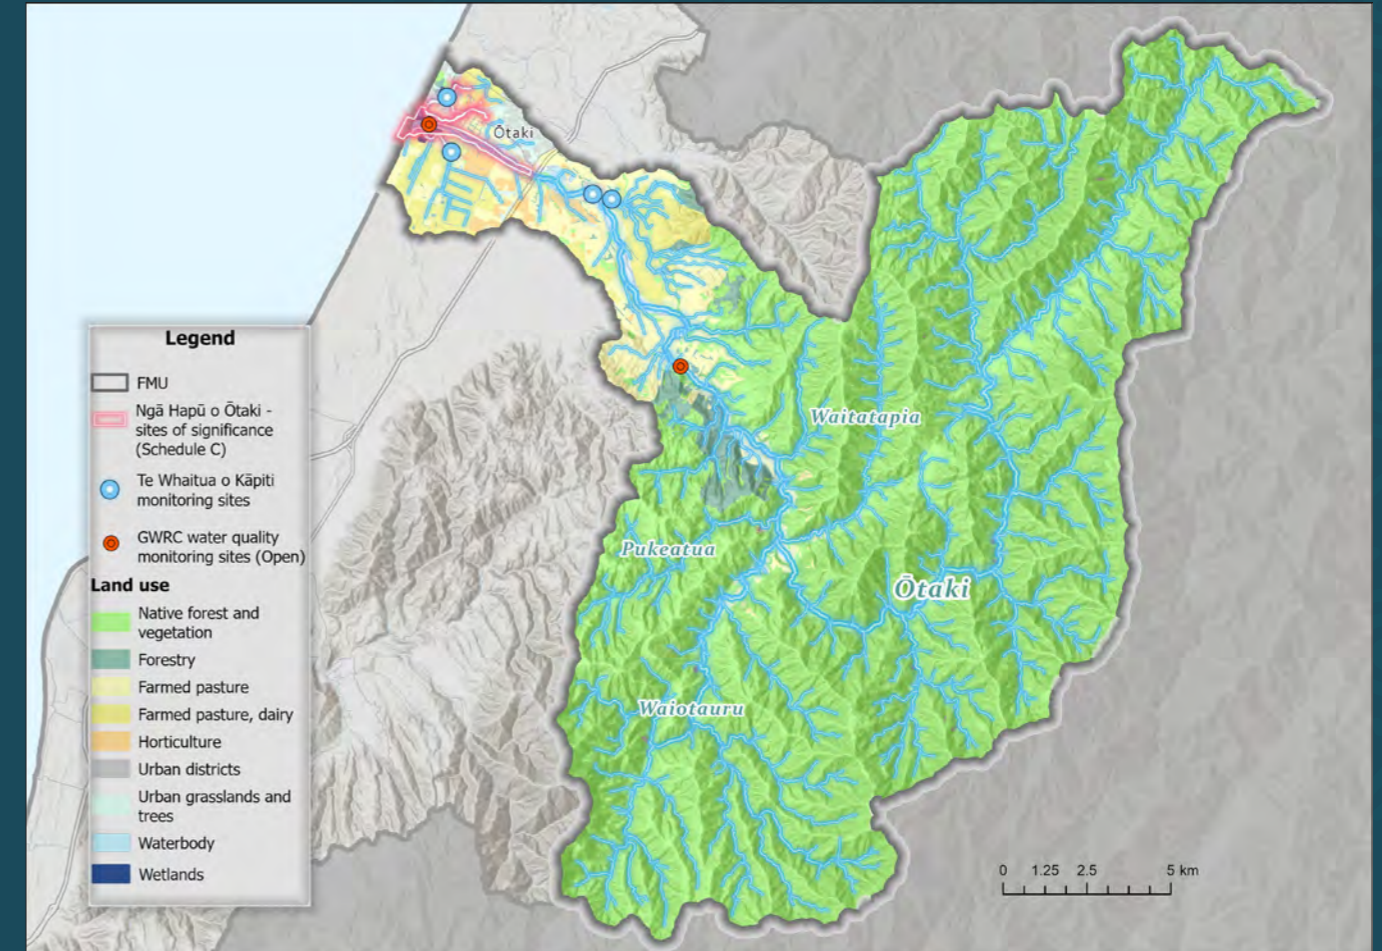 Ōtaki
Legend
FMU
Ngā Hapū o Ōtaki -
sites of significance
(Schedule C)
Te Whaitua o Kāpiti
monitoring sites
GWRC water quality
monitoring sites (Open)
Land use
Native forest and
vegetation
Forestry
Farmed pasture
Farmed pasture, dairy
Horticulture
Urban districts
Urban grasslands and
trees
Waterbody
Wetlands
Waitatapia
Pukeatua
Ōtaki
Waiotauru
0 1.25 2.5 5 km